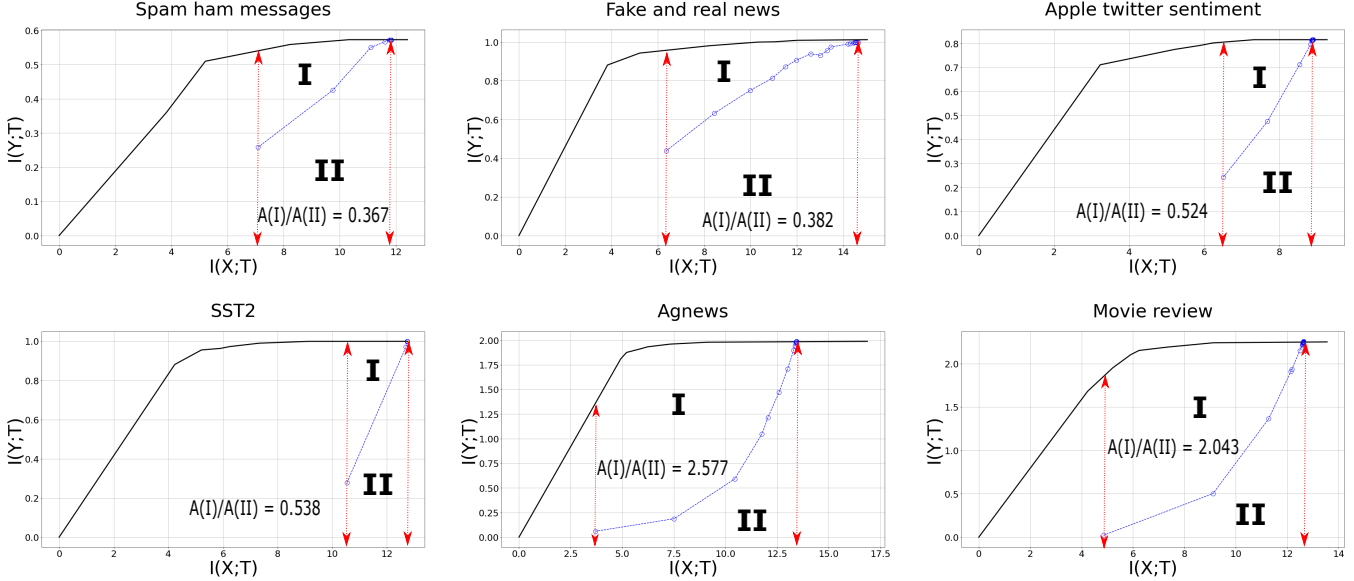 Spam ham messages
0.6
0.5
0.4
0.3
0.2
0.1
0.0
I(Y;T)
I
II
A(I)/A(II) = 0.367
0 2 4 6 8 10 12
I(X;T)
Fake and real news
1.0
0.8
0.6
0.4
0.2
0.0
I(Y;T)
I
II
A(I)/A(II) = 0.382
0 2 4 6 8 10 12 14
I(X;T)
Apple twitter sentiment
0.8
0.7
0.6
0.5
0.4
0.3
0.2
0.1
0.0
I(Y;T)
I
II
A(I)/A(II) = 0.524
0 2 4 6 8
I(X;T)
SST2
1.0
0.8
0.6
0.4
0.2
0.0
I(Y;T)
I
II
A(I)/A(II) = 0.538
0 2 4 6 8 10 12
I(X;T)
Agnews
2.00
1.75
1.50
1.25
1.00
0.75
0.50
0.25
0.00
I(Y;T)
I
A(I)/A(II) = 2.577
II
0.0 2.5 5.0 7.5 10.0 12.5 15.0 17.5
I(X;T)
Movie review
2.0
1.5
1.0
0.5
0.0
I(Y;T)
I
A(I)/A(II) = 2.043
II
0 2 4 6 8 10 12 14
I(X;T)